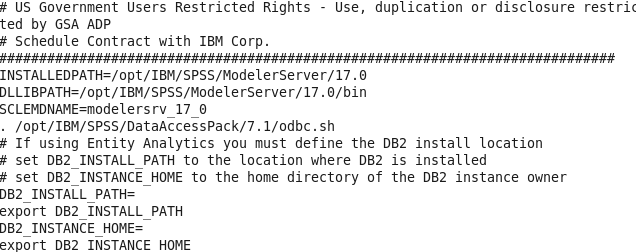 # US Government Users Restricted Rights - Use, duplication or disclosure restric
ted by GSA ADP
# Schedule Contract with IBM Corp.
#############################################################################
INSTALLEDPATH=/opt/IBM/SPSS/ModelerServer/17.0
DLLIBPATH=/opt/IBM/SPSS/ModelerServer/17.0/bin
SCLEMDNAME=modelersrv_17_0
. /opt/IBM/SPSS/DataAccessPack/7.1/odbc.sh
# If using Entity Analytics you must define the DB2 install location
# set DB2_INSTALL_PATH to the location where DB2 is installed
# set DB2_INSTANCE_HOME to the home directory of the DB2 instance owner
DB2_INSTALL_PATH=
export DB2_INSTALL_PATH
DB2_INSTANCE_HOME=
export DB2_INSTANCE_HOME